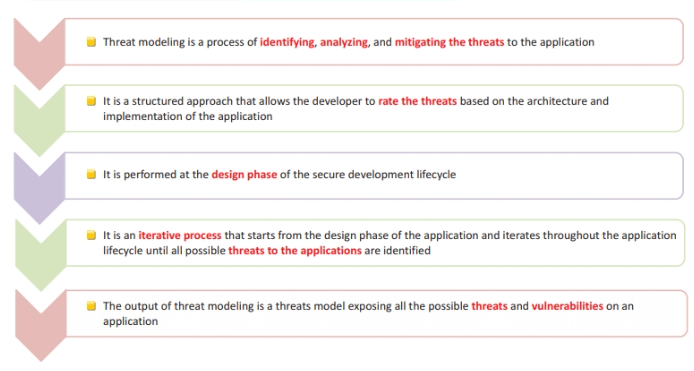 Threat modeling is a process of identifying, analyzing, and mitigating the threats to the application
It is a structured approach that allows the developer to rate the threats based on the architecture and
implementation of the application
It is performed at the design phase of the secure development lifecycle
It is an iterative process that starts from the design phase of the application and iterates throughout the application
lifecycle until all possible threats to the applications are identified
The output of threat modeling is a threats model exposing all the possible threats and vulnerabilities on an
application